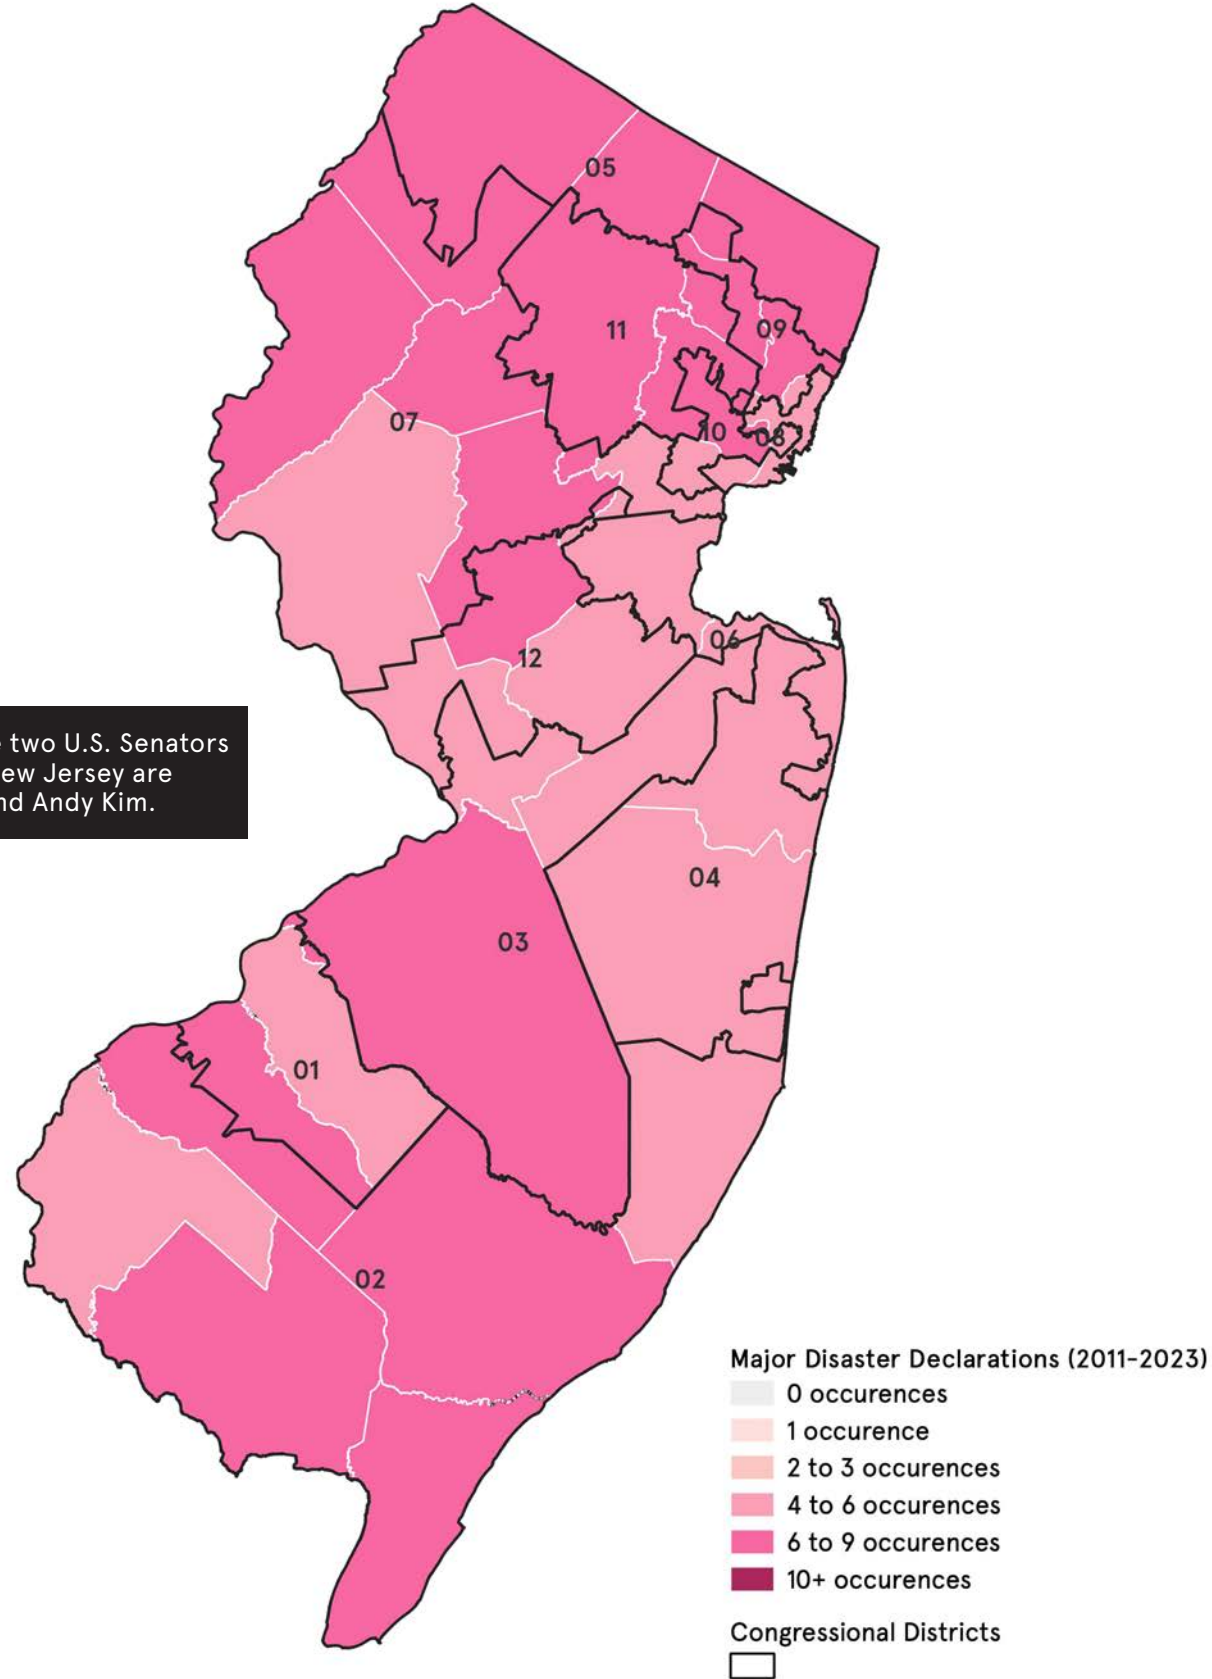 05
11
09
07
10
08
12
06
e two U.S. Senators
ew Jersey are
nd Andy Kim.
04
03
01
02
Major Disaster Declarations (2011-2023)
0 occurences
1 occurence
2 to 3 occurences
4 to 6 occurences
6 to 9 occurences
10+ occurences
Congressional Districts